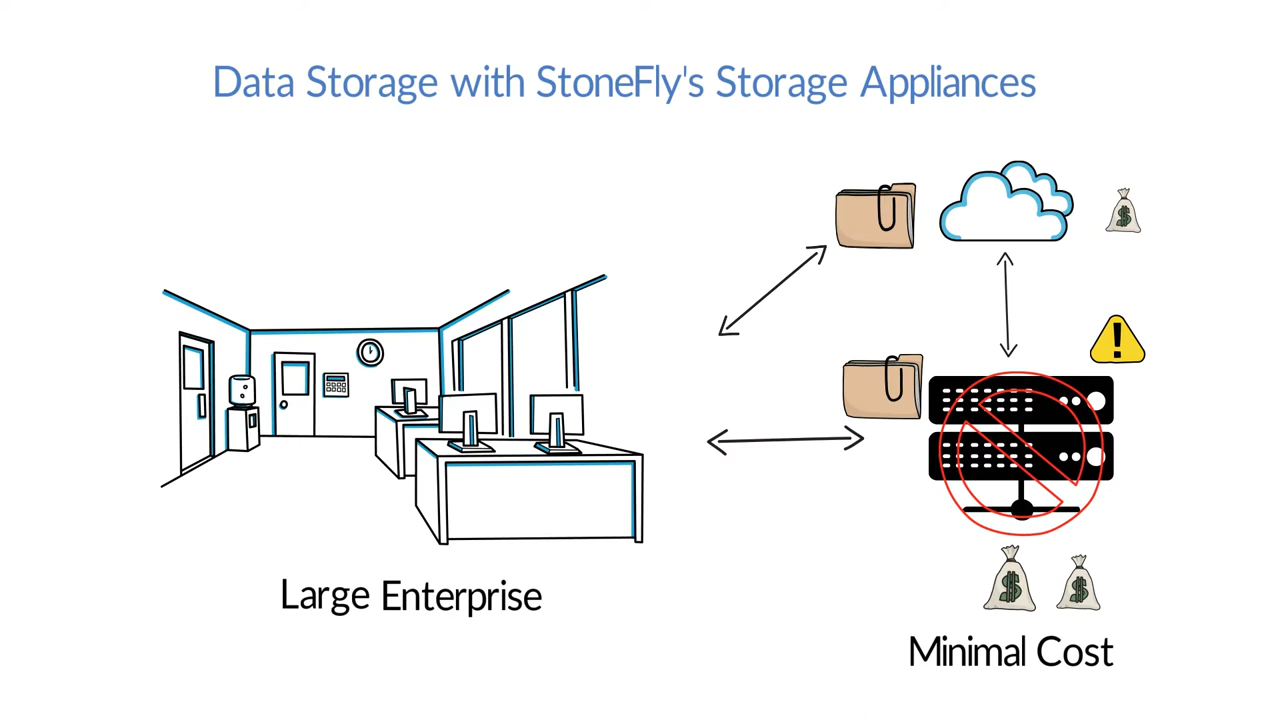 Data Storage with StoneFly's Storage Appliances
Large Enterprise
Minimal Cost